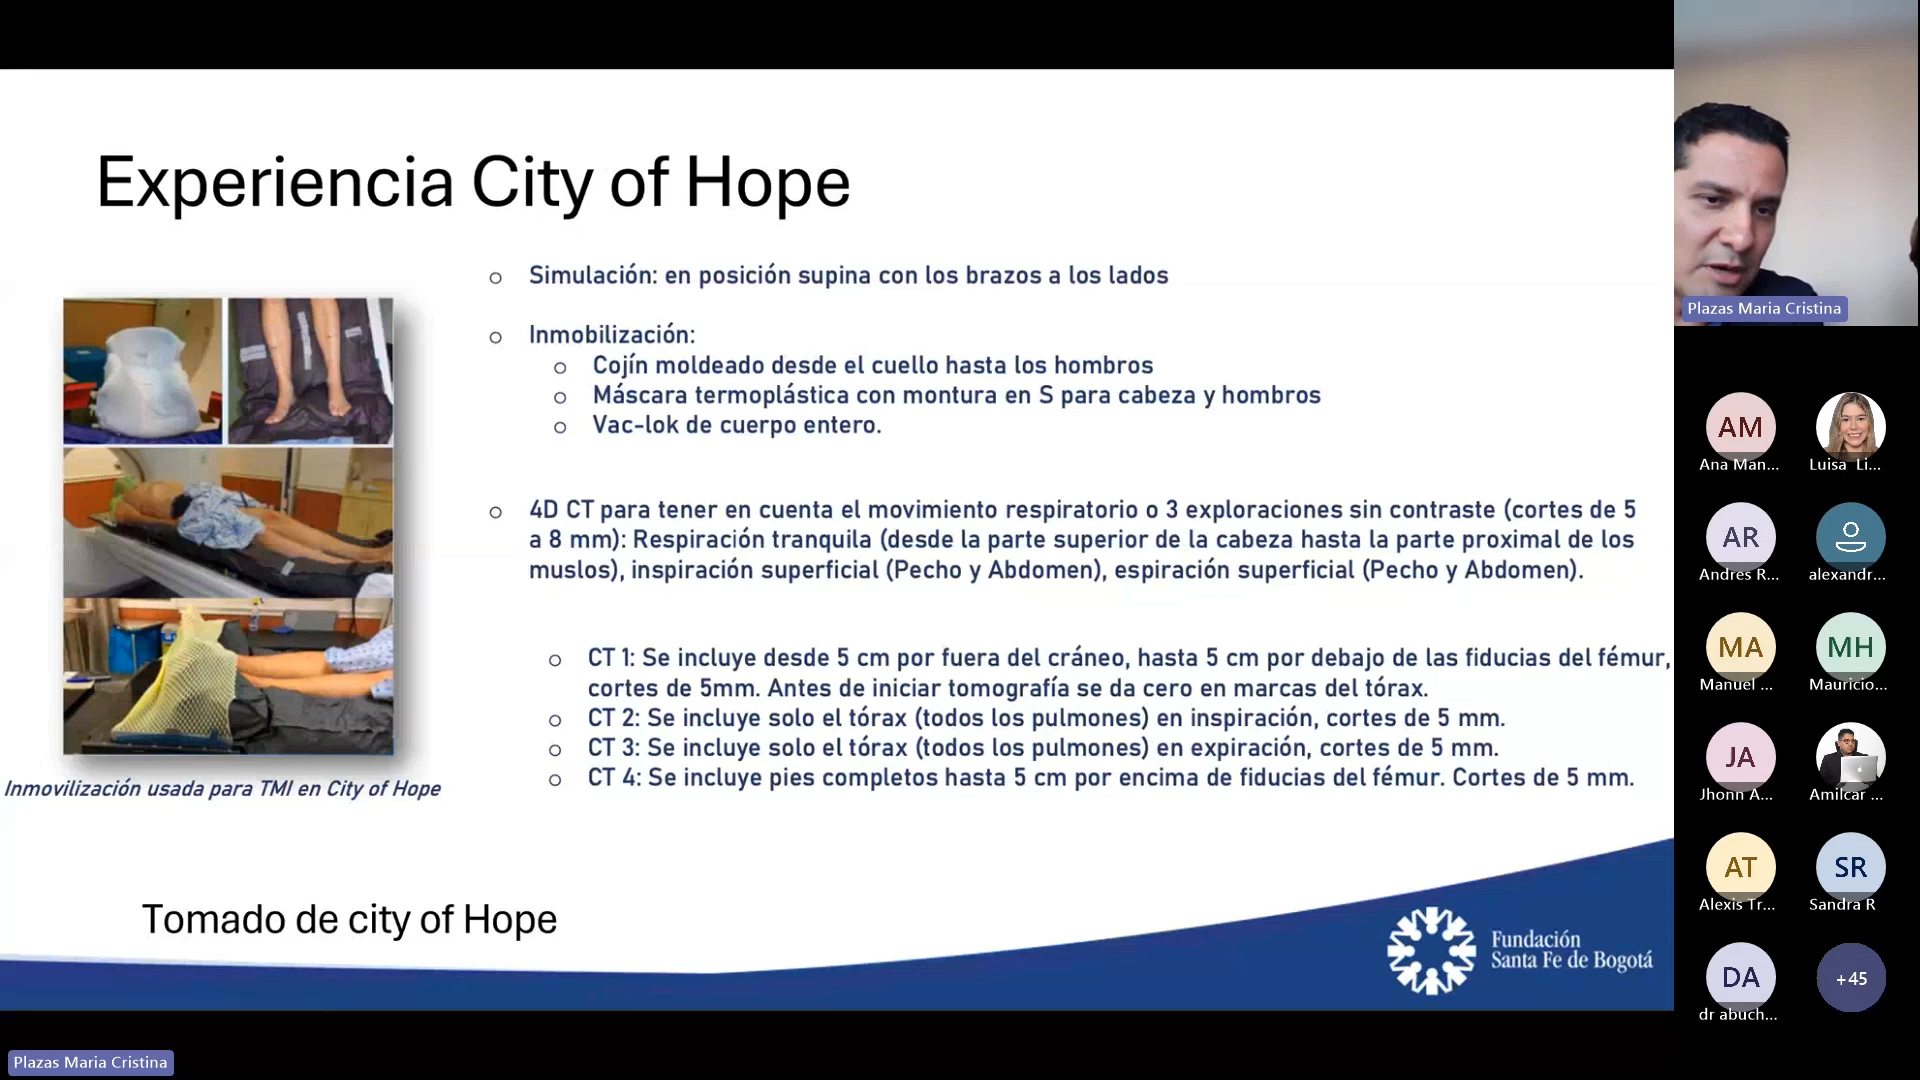 Experiencia City of Hope
Simulación: en posición supina con los brazos a los lados
Inmobilización:
Cojín moldeado desde el cuello hasta los hombros
Máscara termoplástica con montura en S para cabeza y hombros
Vac-lok de cuerpo entero.
4D CT para tener en cuenta el movimiento respiratorio o 3 exploraciones sin contraste (cortes de 5
a 8 mm): Respiración tranquila (desde la parte superior de la cabeza hasta la parte proximal de los
muslos), inspiración superficial (Pecho y Abdomen), espiración superficial (Pecho y Abdomen).
CT 1: Se incluye desde 5 cm por fuera del cráneo, hasta 5 cm por debajo de las fiducias del fémur,
cortes de 5mm. Antes de iniciar tomografía se da cero en marcas del tórax.
CT 2: Se incluye solo el tórax (todos los pulmones) en inspiración, cortes de 5 mm.
CT 3: Se incluye solo el tórax (todos los pulmones) en expiración, cortes de 5 mm.
CT 4: Se incluye pies completos hasta 5 cm por encima de fiducias del fémur. Cortes de 5 mm.
Inmovilización usada para TMI en City of Hope
Tomado de city of Hope
Fundación
Santa Fe de Bogotá
Plazas Maria Cristina
Plazas Maria Cristina
AM
Ana Man...
Luisa Li...
AR
Andres R...
alexandr...
MA
Manuel ...
MH
Mauricio...
JA
Jhonn A...
Amilcar ...
AT
Alexis Tr...
SR
Sandra R
DA
dr abuch...
+45